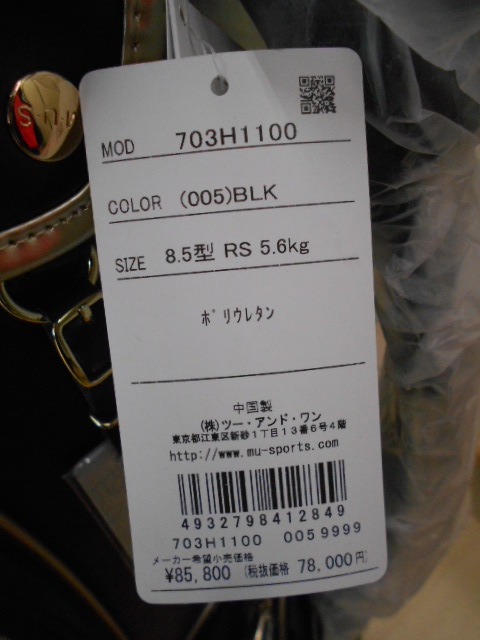 MOD 703H1100
COLOR (005)BLK
SIZE 8.5型 RS 5.6kg
ポリウレタン
中国製
(株)ツー・アンド・ワン
東京都江東区新砂1丁目13番6号4階
http://www.mu-sports.com
4932798412849
703H1100 0059999
メーカー希望小売価格
¥85,800 (税抜価格 78,000円)